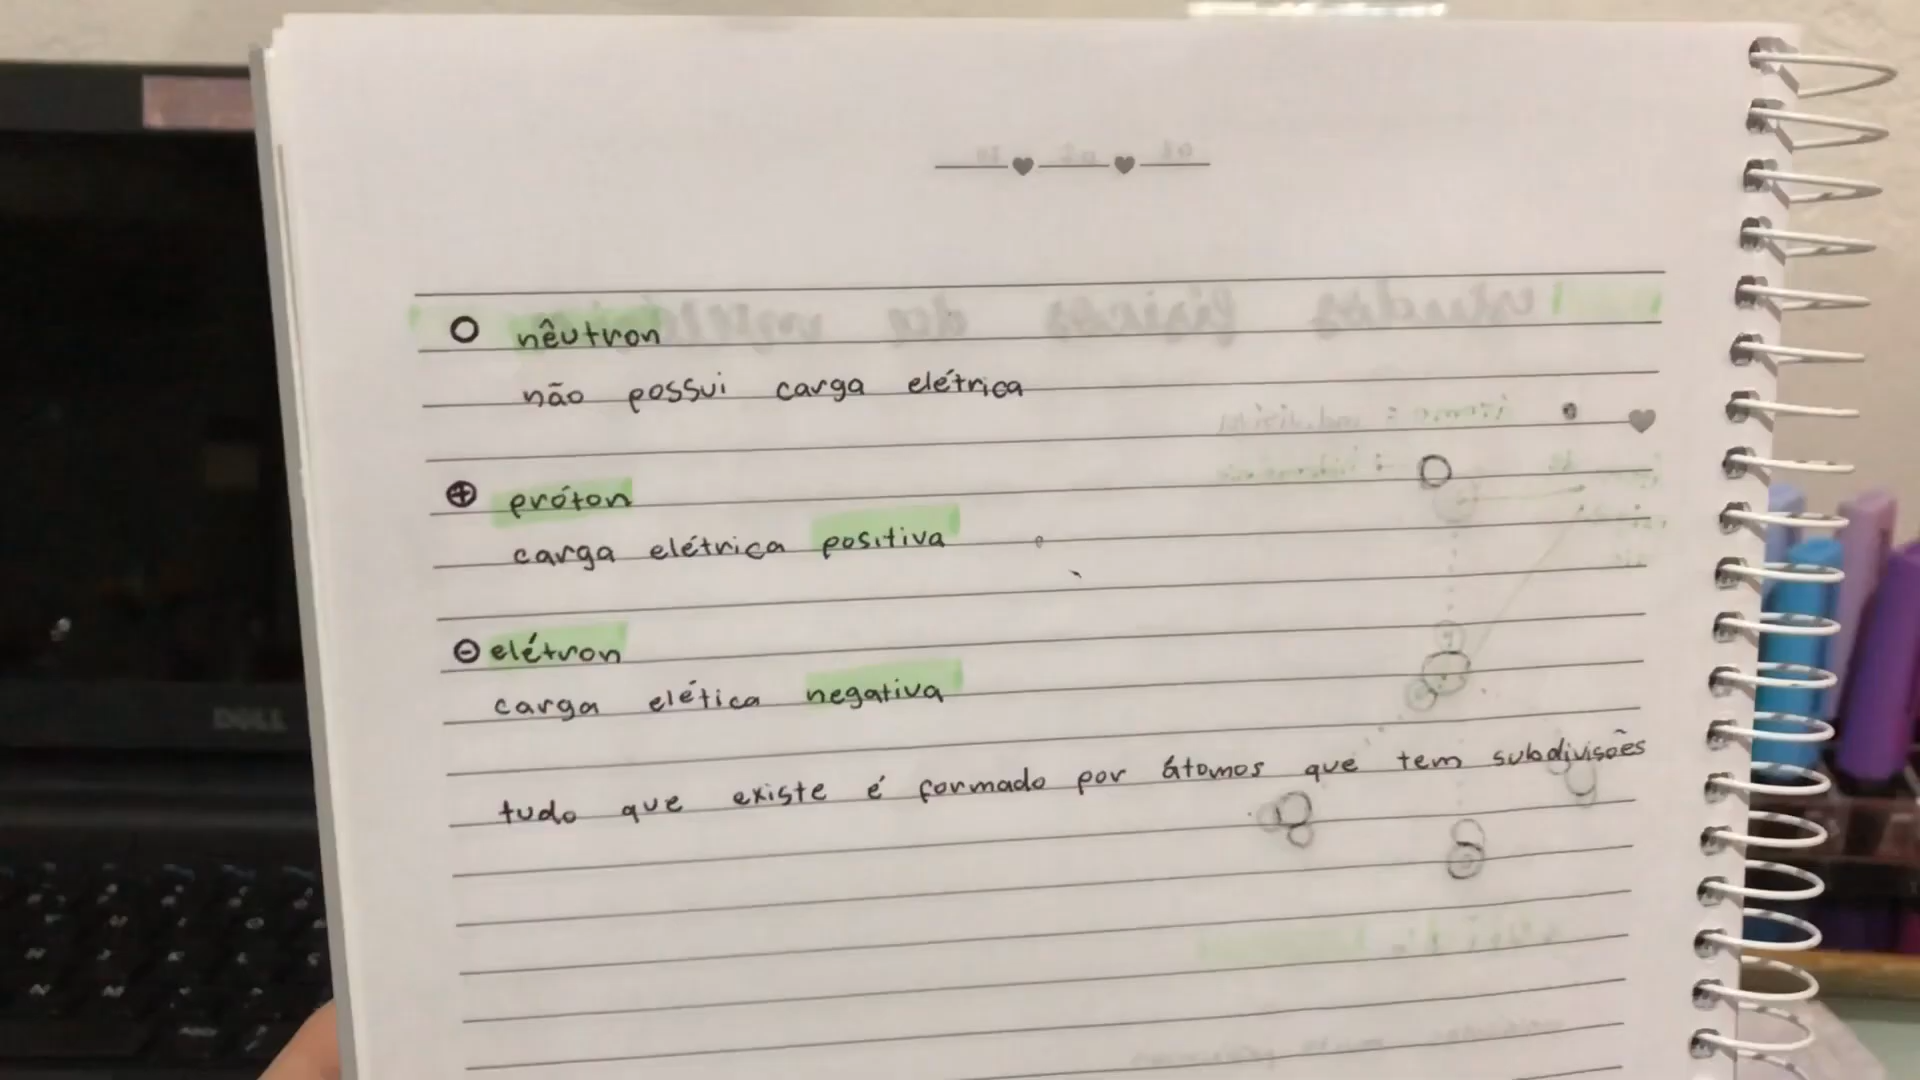 nêutron
não possui carga elétrica
⊕ próton
carga elétrica positiva
⊖ elétron
carga elética negativa
tudo que existe é formado por átomos que tem subdivisões
DELL